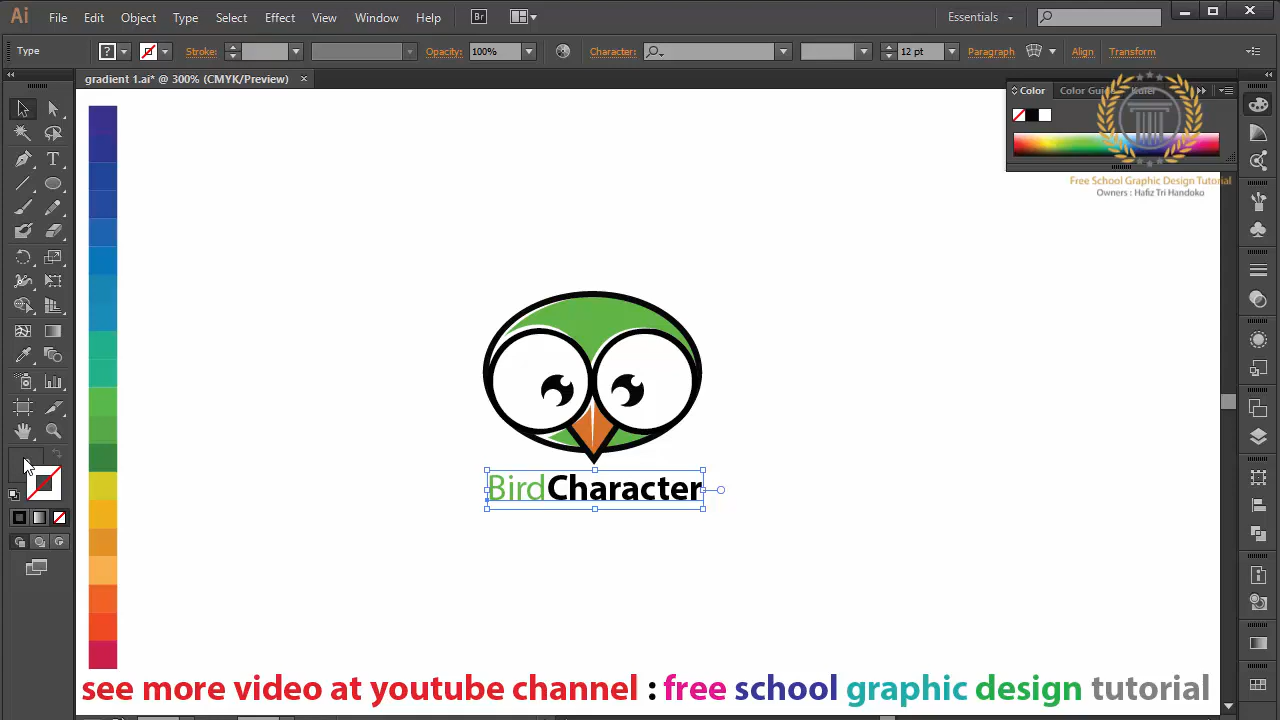 Ai File Edit Object Type Select Effect View Window Help Br Essentials
Type ? Stroke: Opacity: 100% Character: 12 pt Paragraph Align Transform
gradient 1.ai* @ 300% (CMYK/Preview) ×
Color Color Guide Kuler
Free School Graphic Design Tutorial
Owners : Hafiz Tri Handoko
BirdCharacter
see more video at youtube channel : free school graphic design tutorial